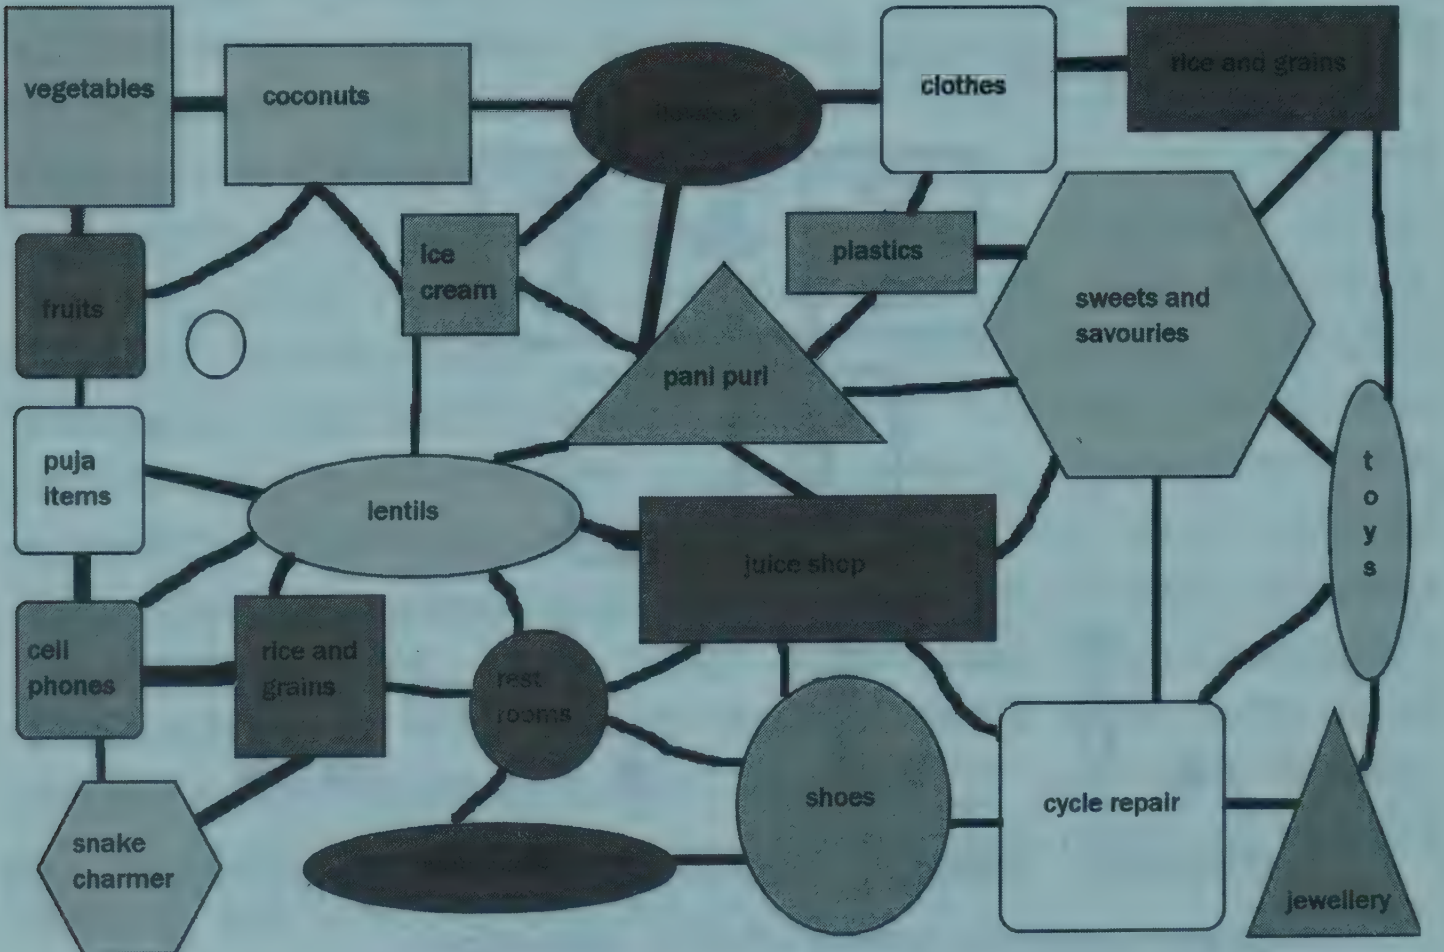 vegetables
coconuts
clothes
rice and grains
ice
cream
plastics
sweets and
savouries
fruits
pani puri
puja
items
lentils
t
o
y
s
juice shop
cell
phones
rice and
grains
rest
rooms
shoes
cycle repair
snake
charmer
jewellery